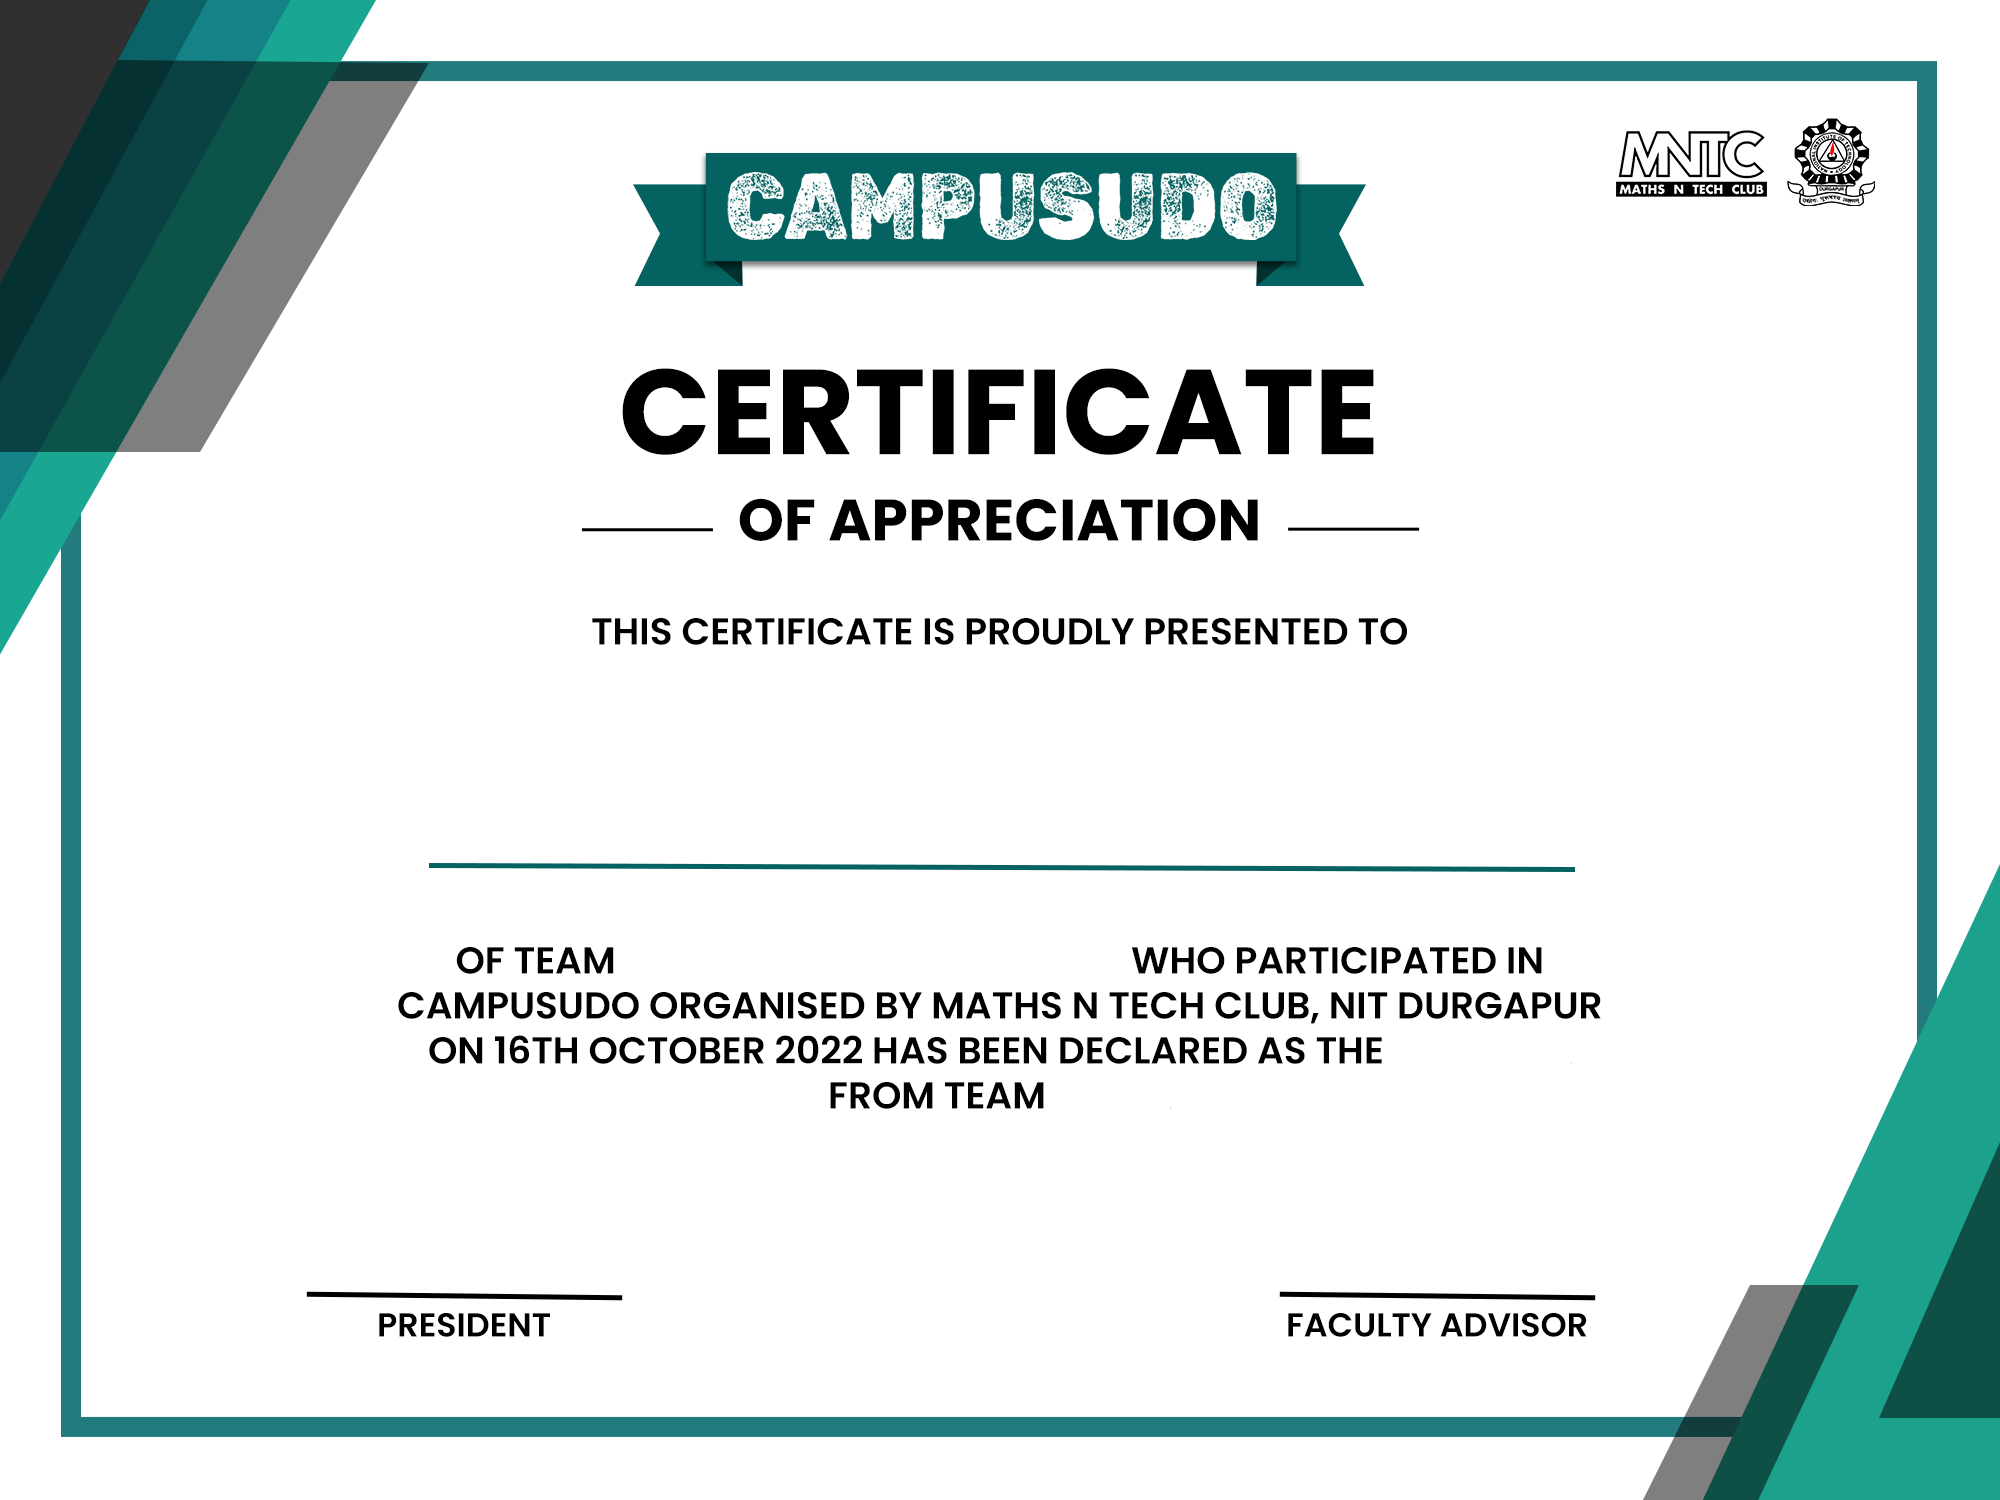 CAMPUSUDO
MNTC
MATHS N TECH CLUB
DURGAPUR
CERTIFICATE
OF APPRECIATION
THIS CERTIFICATE IS PROUDLY PRESENTED TO
OF TEAM WHO PARTICIPATED IN
CAMPUSUDO ORGANISED BY MATHS N TECH CLUB, NIT DURGAPUR
ON 16TH OCTOBER 2022 HAS BEEN DECLARED AS THE
FROM TEAM
PRESIDENT FACULTY ADVISOR